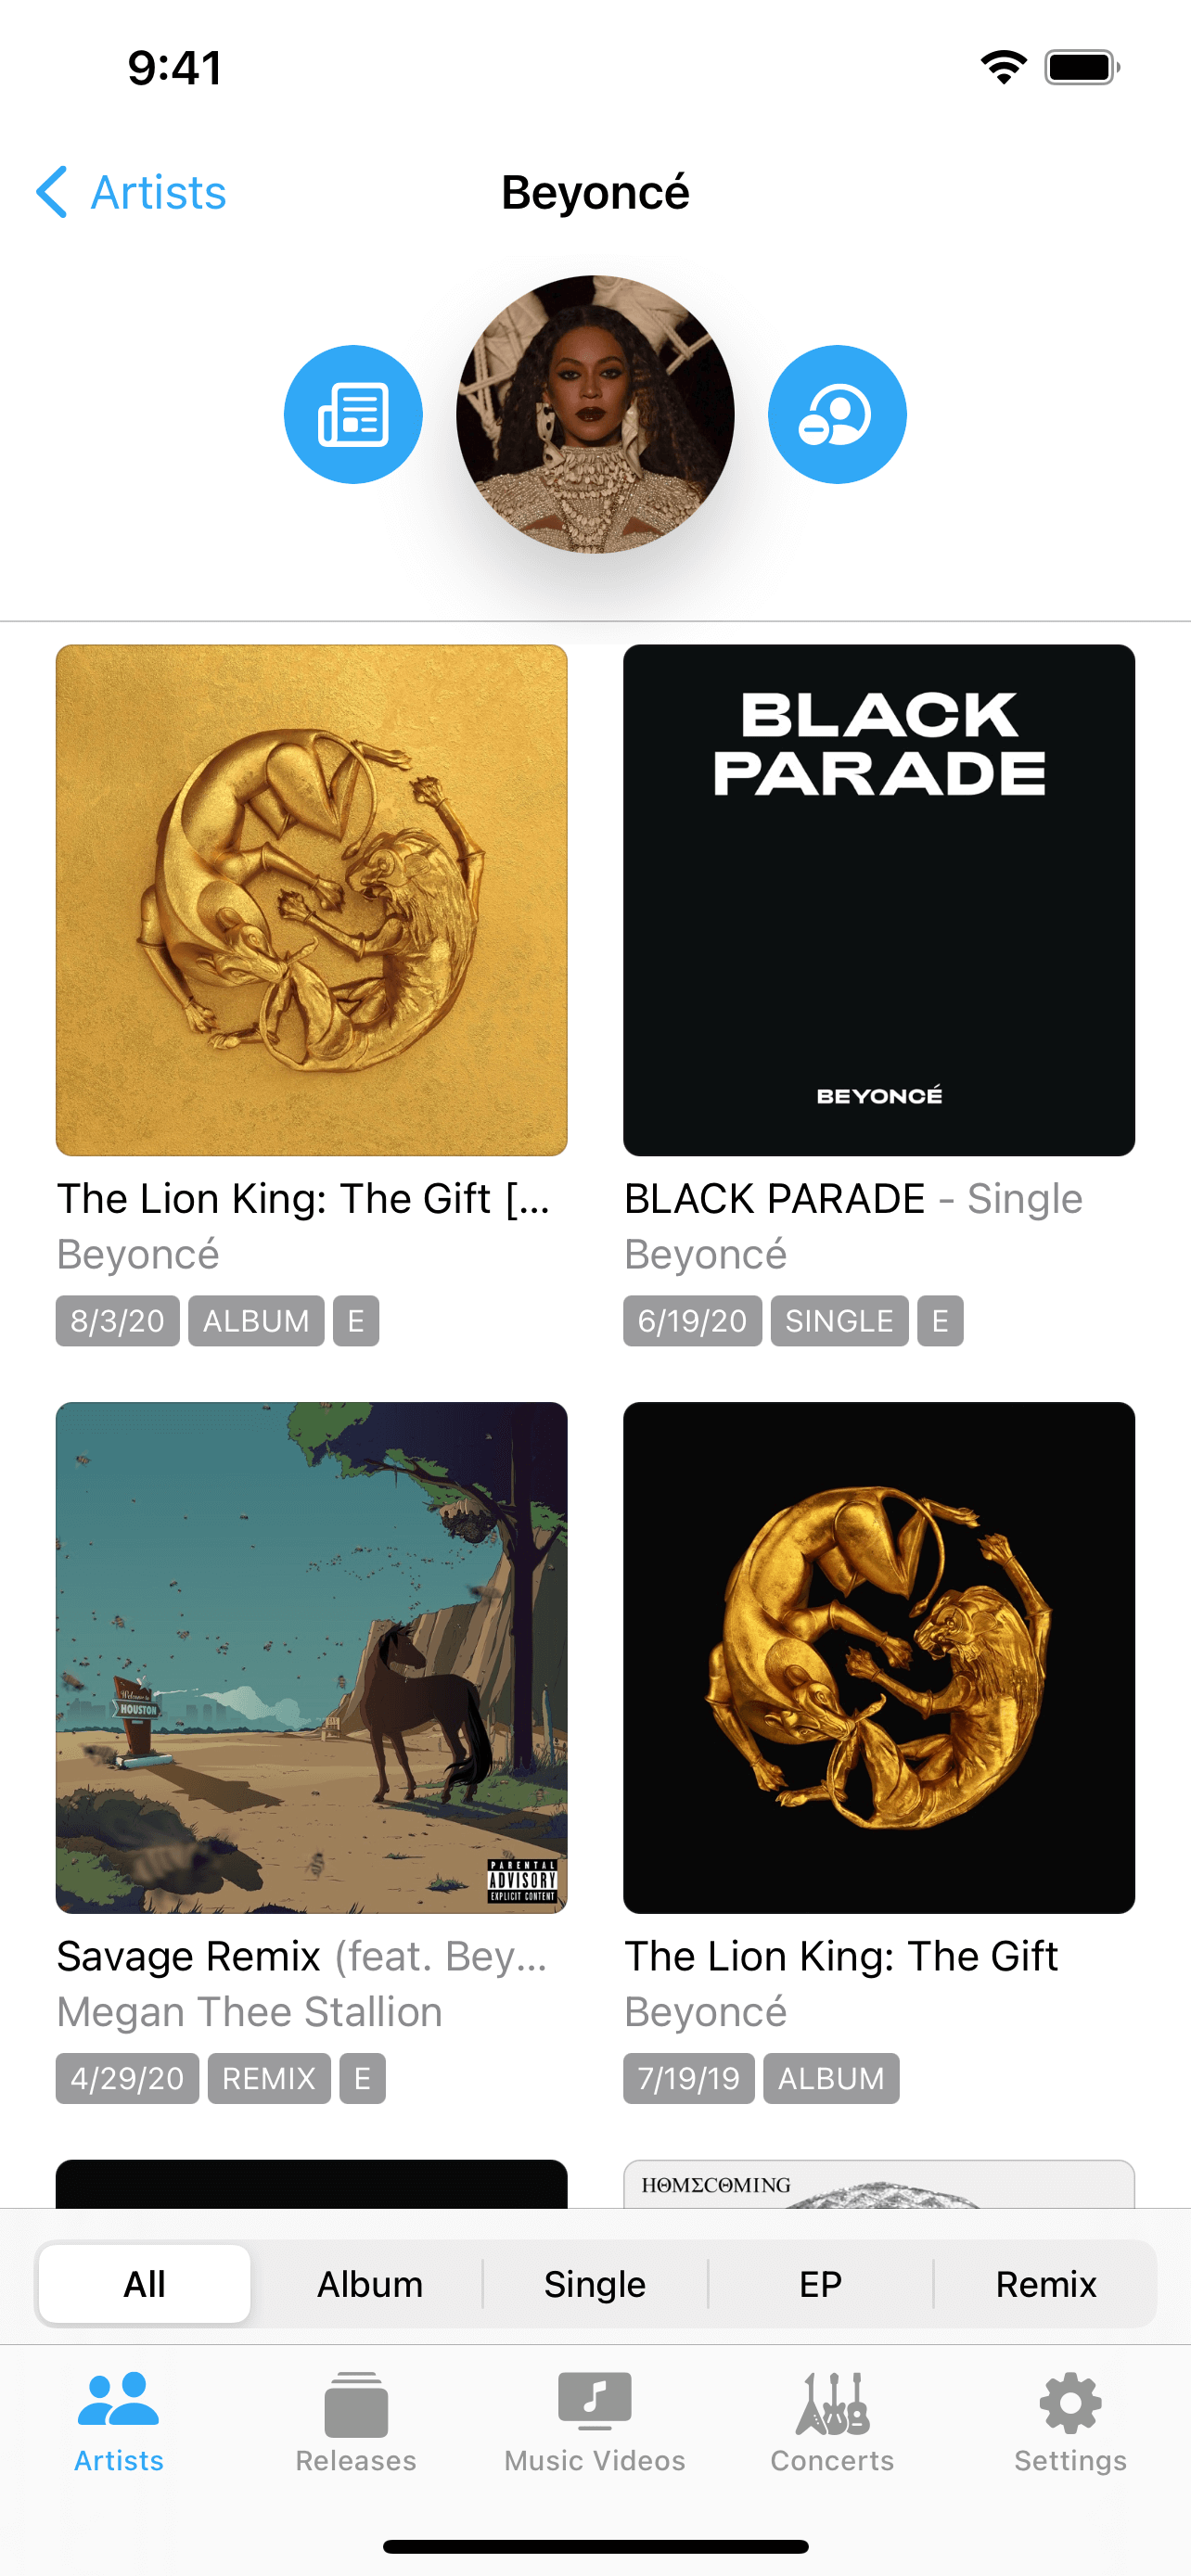 9:41
Artists
Beyoncé
BLACK
PARADE
BEYONCÉ
The Lion King: The Gift [...
Beyoncé
8/3/20 ALBUM E
BLACK PARADE - Single
Beyoncé
6/19/20 SINGLE E
Welcome to
HOUSTON
PARENTAL
ADVISORY
EXPLICIT CONTENT
Savage Remix (feat. Bey...
Megan Thee Stallion
4/29/20 REMIX E
The Lion King: The Gift
Beyoncé
7/19/19 ALBUM
HΘMΣCΘMING
All Album Single EP Remix
Artists Releases Music Videos Concerts Settings